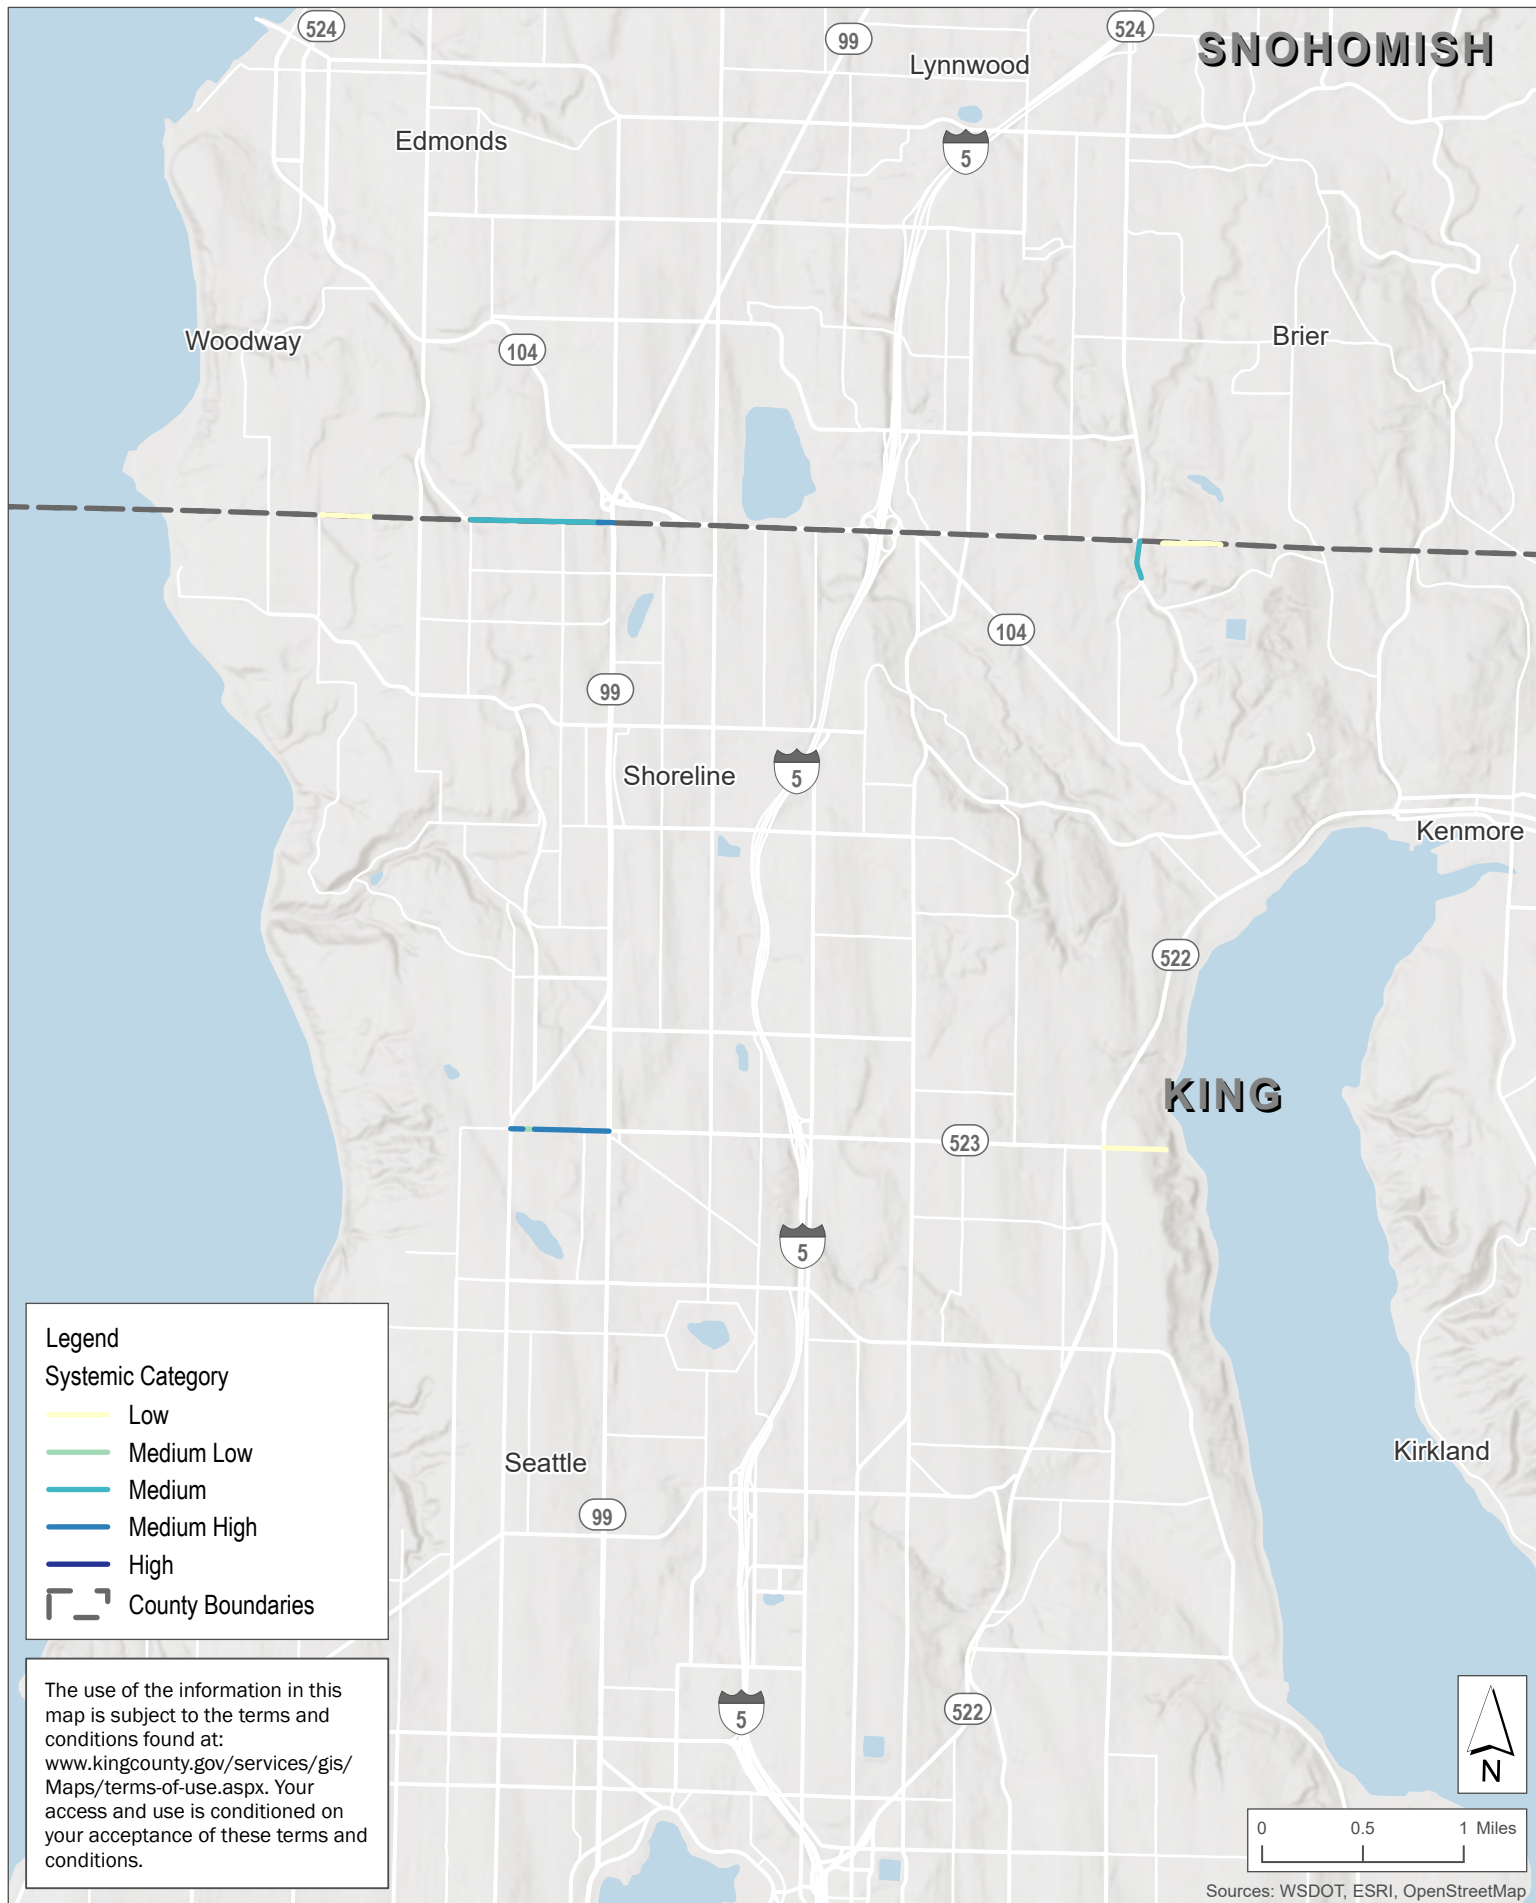 524
99
524
SNOHOMISH
Lynnwood
Edmonds
5
Woodway
104
Brier
104
99
Shoreline
5
Kenmore
522
KING
523
5
Legend
Systemic Category
Low
Medium Low
Medium
Medium High
High
County Boundaries
Seattle
Kirkland
99
The use of the information in this
map is subject to the terms and
conditions found at:
www.kingcounty.gov/services/gis/
Maps/terms-of-use.aspx. Your
access and use is conditioned on
your acceptance of these terms and
conditions.
5
522
N
0 0.5 1 Miles
Sources: WSDOT, ESRI, OpenStreetMap